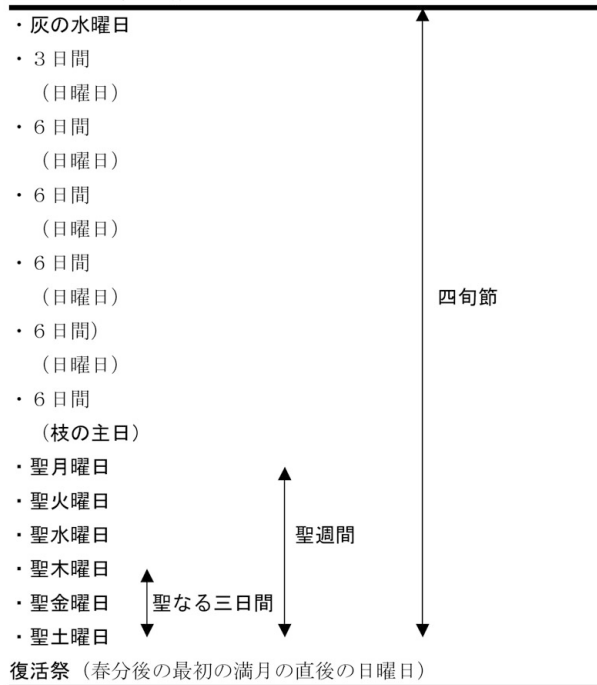 ・灰の水曜日
・３日間
（日曜日）
・６日間
（日曜日）
・６日間
（日曜日）
・６日間
（日曜日）
四旬節
・６日間）
（日曜日）
・６日間
（枝の主日）
・聖月曜日
・聖火曜日
・聖水曜日
聖週間
・聖木曜日
・聖金曜日
聖なる三日間
・聖土曜日
復活祭（春分後の最初の満月の直後の日曜日）